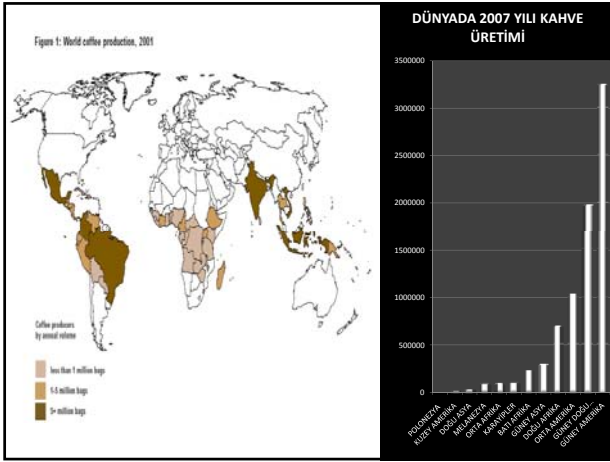 Figure 1: World coffee production, 2001
Coffee producers
by annual volume
less than 1 million bags
1-5 million bags
5+ million bags
DÜNYADA 2007 YILI KAHVE
ÜRETİMİ
3500000
3000000
2500000
2000000
1500000
1000000
500000
0
POLONEZYA
KUZEY AMERİKA
DOĞU ASYA
MELANEZYA
ORTA AFRİKA
KARAYİPLER
BATI AFRİKA
GÜNEY ASYA
DOĞU AFRİKA
ORTA AMERİKA
GÜNEY DOĞU…
GÜNEY AMERİKA